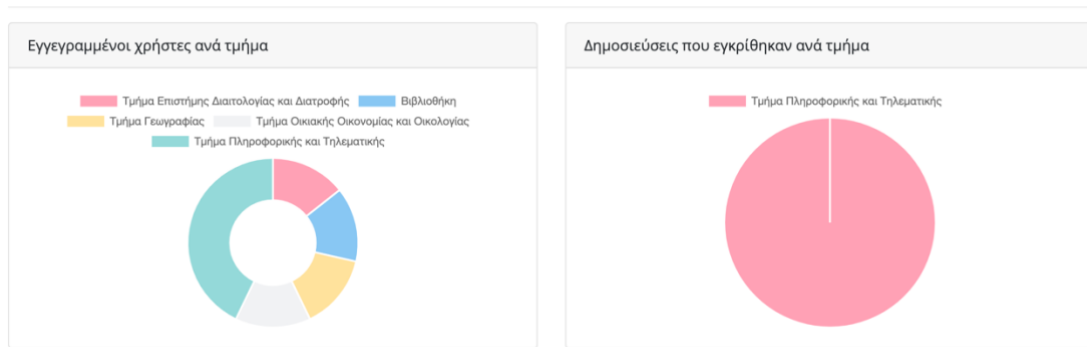 Εγγεγραμμένοι χρήστες ανά τμήμα
Τμήμα Επιστήμης Διαιτολογίας και Διατροφής Βιβλιοθήκη
Τμήμα Γεωγραφίας Τμήμα Οικιακής Οικονομίας και Οικολογίας
Τμήμα Πληροφορικής και Τηλεματικής
Δημοσιεύσεις που εγκρίθηκαν ανά τμήμα
Τμήμα Πληροφορικής και Τηλεματικής